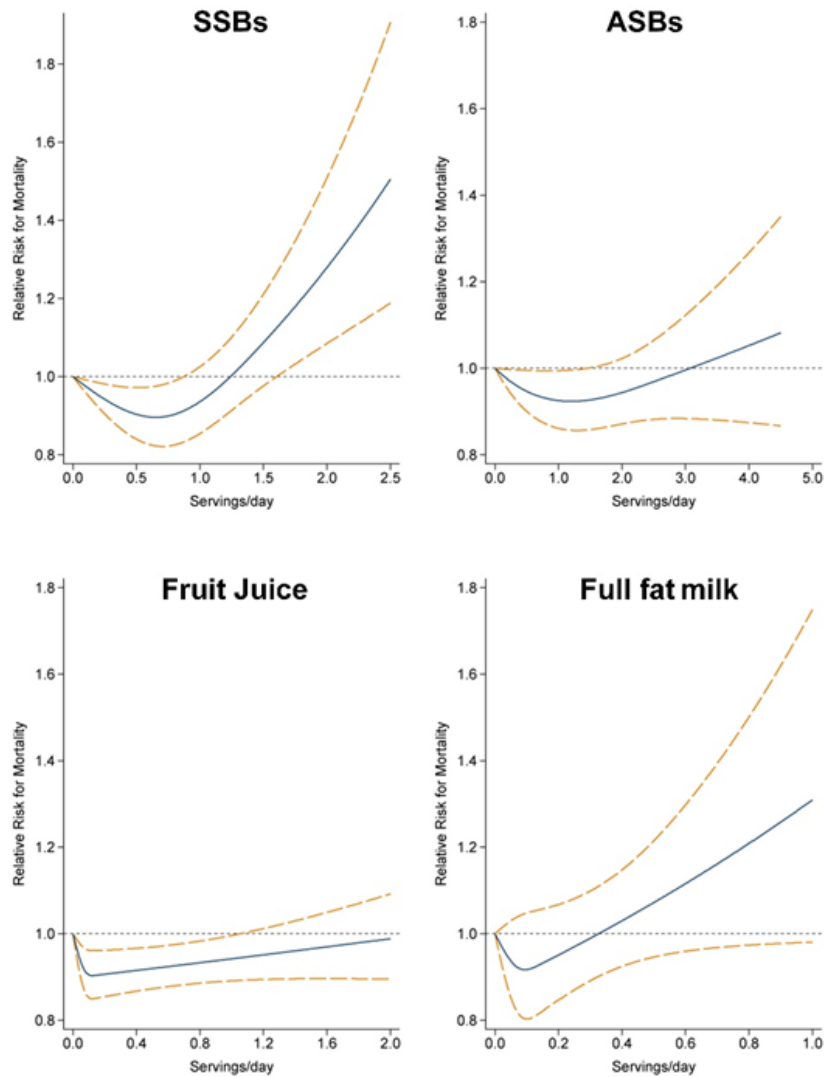 SSBs
Relative Risk for Mortality
1.8
1.6
1.4
1.2
1.0
0.8
0.0 0.5 1.0 1.5 2.0 2.5
Servings/day
ASBs
Relative Risk for Mortality
1.8
1.6
1.4
1.2
1.0
0.8
0.0 1.0 2.0 3.0 4.0 5.0
Servings/day
Fruit Juice
Relative Risk for Mortality
1.8
1.6
1.4
1.2
1.0
0.8
0.0 0.4 0.8 1.2 1.6 2.0
Servings/day
Full fat milk
Relative Risk for Mortality
1.8
1.6
1.4
1.2
1.0
0.8
0.0 0.2 0.4 0.6 0.8 1.0
Servings/day